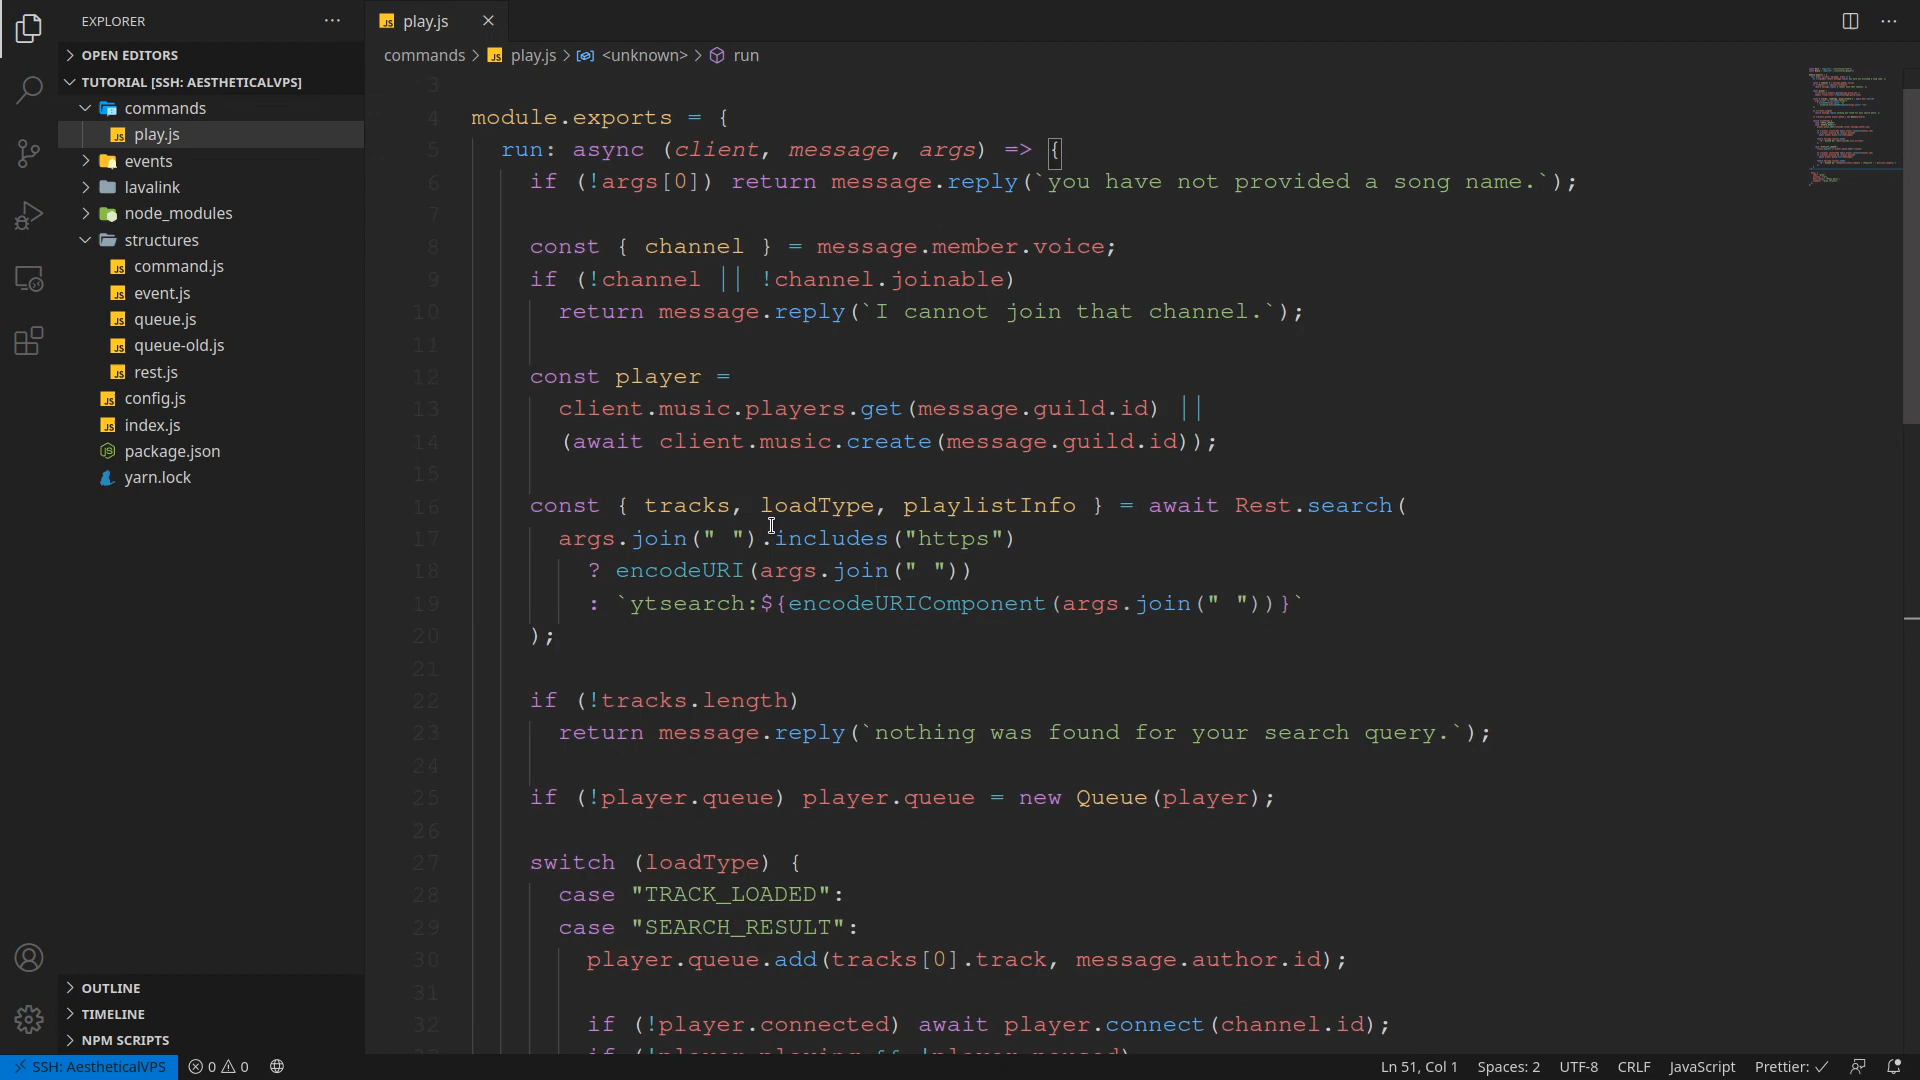 EXPLORER
OPEN EDITORS
TUTORIAL [SSH: AESTHETICALVPS]
commands
play.js
events
lavalink
node_modules
structures
command.js
event.js
queue.js
queue-old.js
rest.js
config.js
index.js
package.json
yarn.lock
OUTLINE
TIMELINE
NPM SCRIPTS
play.js
commands > play.js > <unknown> > run
3
4 module.exports = {
5 run: async (client, message, args) => {
6 if (!args[0]) return message.reply(`you have not provided a song name.`);
7
8 const { channel } = message.member.voice;
9 if (!channel || !channel.joinable)
10 return message.reply(`I cannot join that channel.`);
11
12 const player =
13 client.music.players.get(message.guild.id) ||
14 (await client.music.create(message.guild.id));
15
16 const { tracks, loadType, playlistInfo } = await Rest.search(
17 args.join(" ").includes("https")
18 ? encodeURI(args.join(" "))
19 : `ytsearch:${encodeURIComponent(args.join(" "))}`
20 );
21
22 if (!tracks.length)
23 return message.reply(`nothing was found for your search query.`);
24
25 if (!player.queue) player.queue = new Queue(player);
26
27 switch (loadType) {
28 case "TRACK_LOADED":
29 case "SEARCH_RESULT":
30 player.queue.add(tracks[0].track, message.author.id);
31
32 if (!player.connected) await player.connect(channel.id);
SSH: AestheticalVPS 0 0 Ln 51, Col 1 Spaces: 2 UTF-8 CRLF JavaScript Prettier: ✓